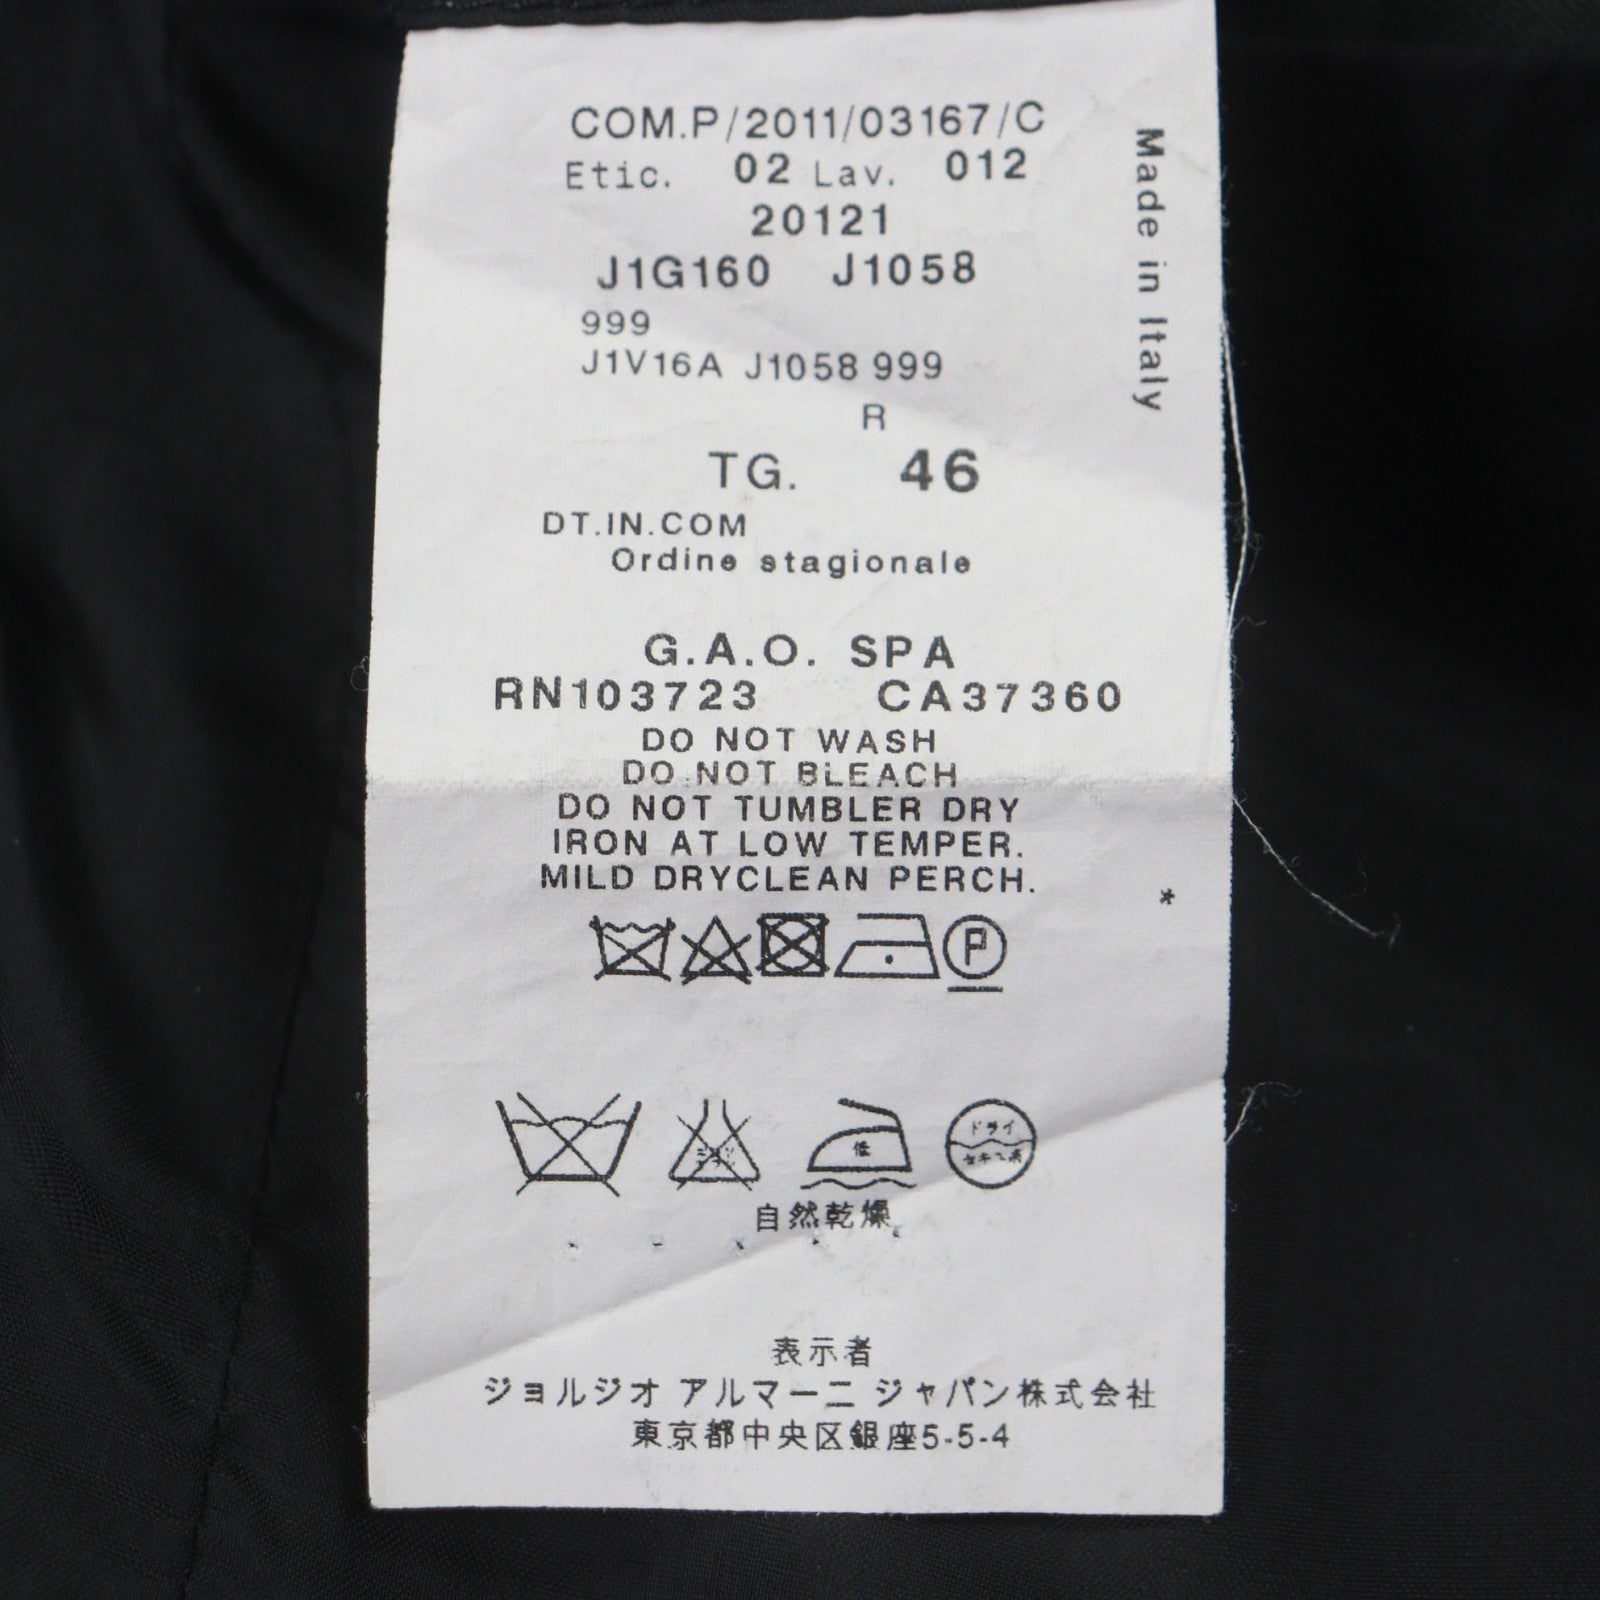 COM.P/2011/03167/C
Etic. 02 Lav. 012
20121
J1G160 J1058
999
J1V16A J1058 999
R
TG. 46
DT.IN.COM
Ordine stagionale
Made in Italy
G.A.O. SPA
RN103723 CA37360
DO NOT WASH
DO NOT BLEACH
DO NOT TUMBLER DRY
IRON AT LOW TEMPER.
MILD DRYCLEAN PERCH.
*
P
低
ドライ
自然乾燥
表示者
ジョルジオ アルマーニ ジャパン株式会社
東京都中央区銀座5-5-4